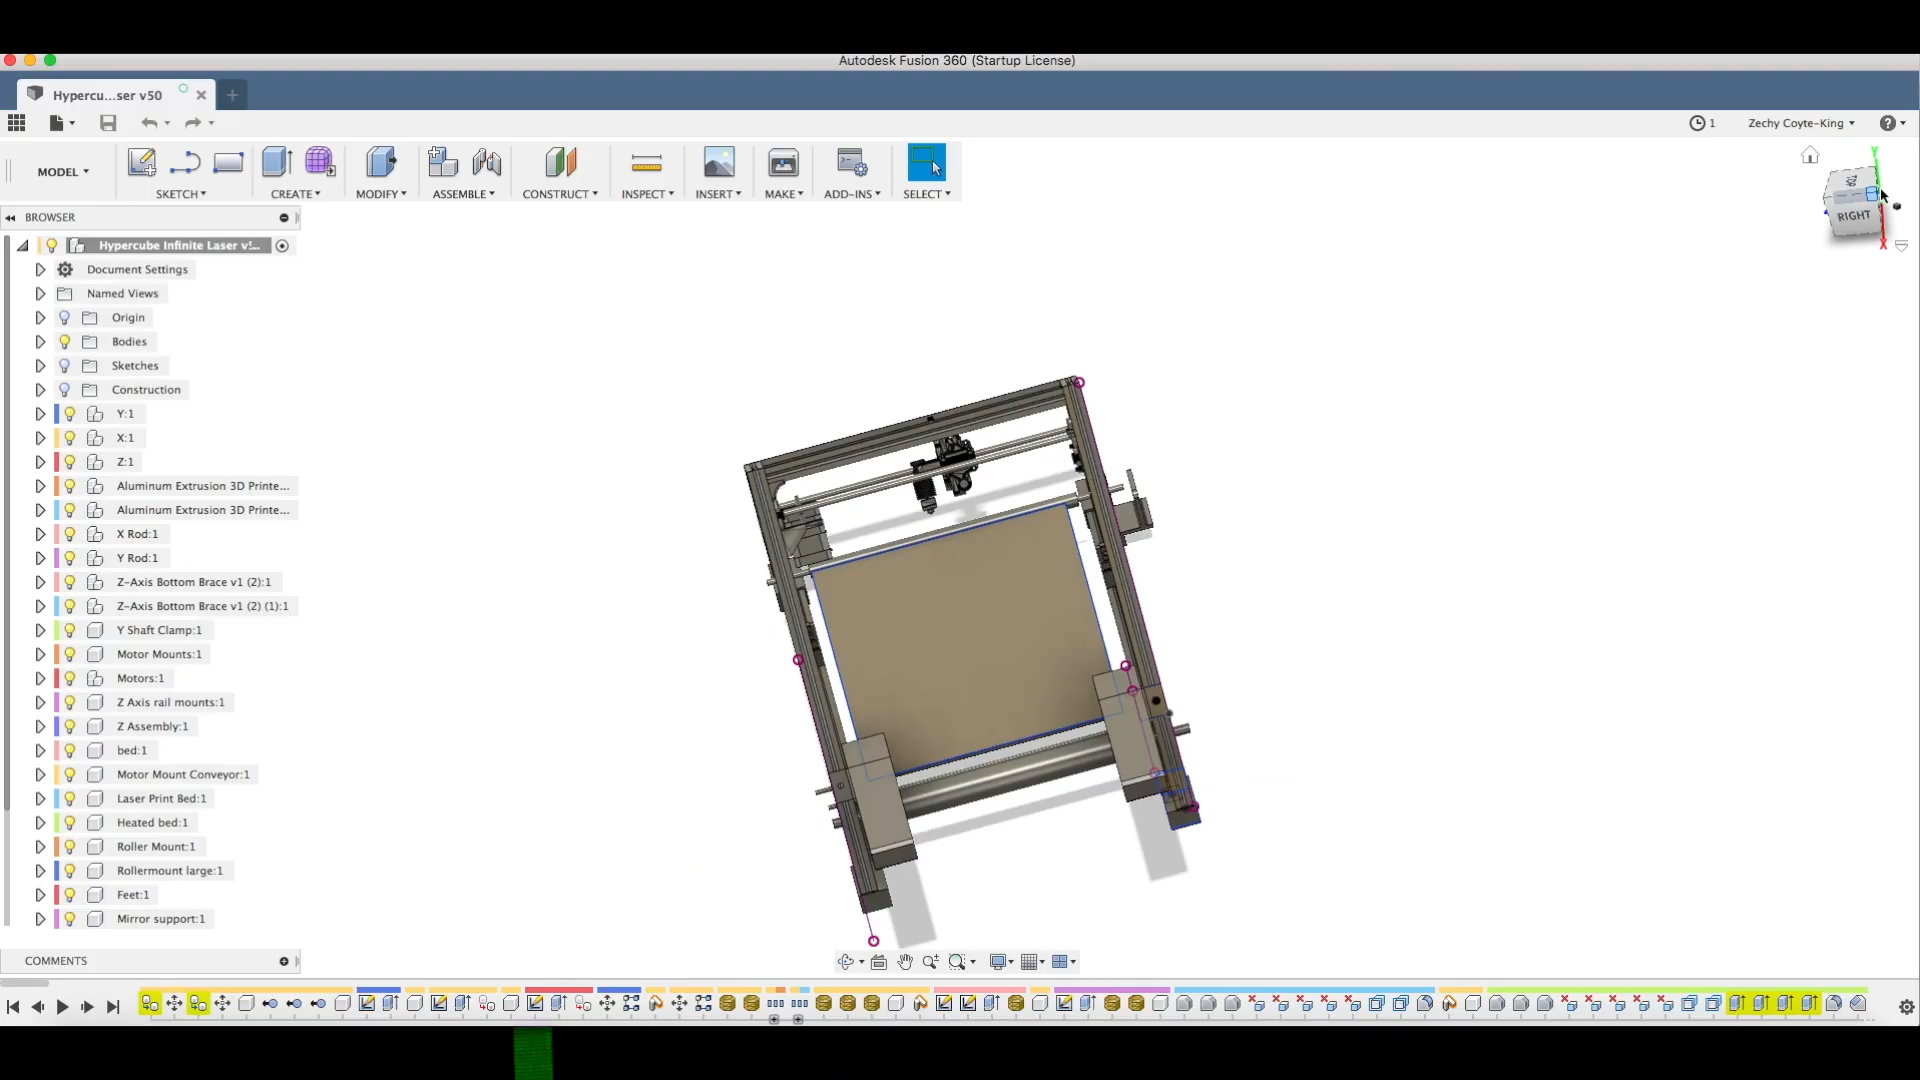 Autodesk Fusion 360 (Startup License)
Hypercu...ser v50
1
Zechy Coyte-King
MODEL
SKETCH
CREATE
MODIFY
ASSEMBLE
CONSTRUCT
INSPECT
INSERT
MAKE
ADD-INS
SELECT
Y
TOP
RIGHT
X
BROWSER
Hypercube Infinite Laser v!...
Document Settings
Named Views
Origin
Bodies
Sketches
Construction
Y:1
X:1
Z:1
Aluminum Extrusion 3D Printe...
Aluminum Extrusion 3D Printe...
X Rod:1
Y Rod:1
Z-Axis Bottom Brace v1 (2):1
Z-Axis Bottom Brace v1 (2) (1):1
Y Shaft Clamp:1
Motor Mounts:1
Motors:1
Z Axis rail mounts:1
Z Assembly:1
bed:1
Motor Mount Conveyor:1
Laser Print Bed:1
Heated bed:1
Roller Mount:1
Rollermount large:1
Feet:1
Mirror support:1
COMMENTS